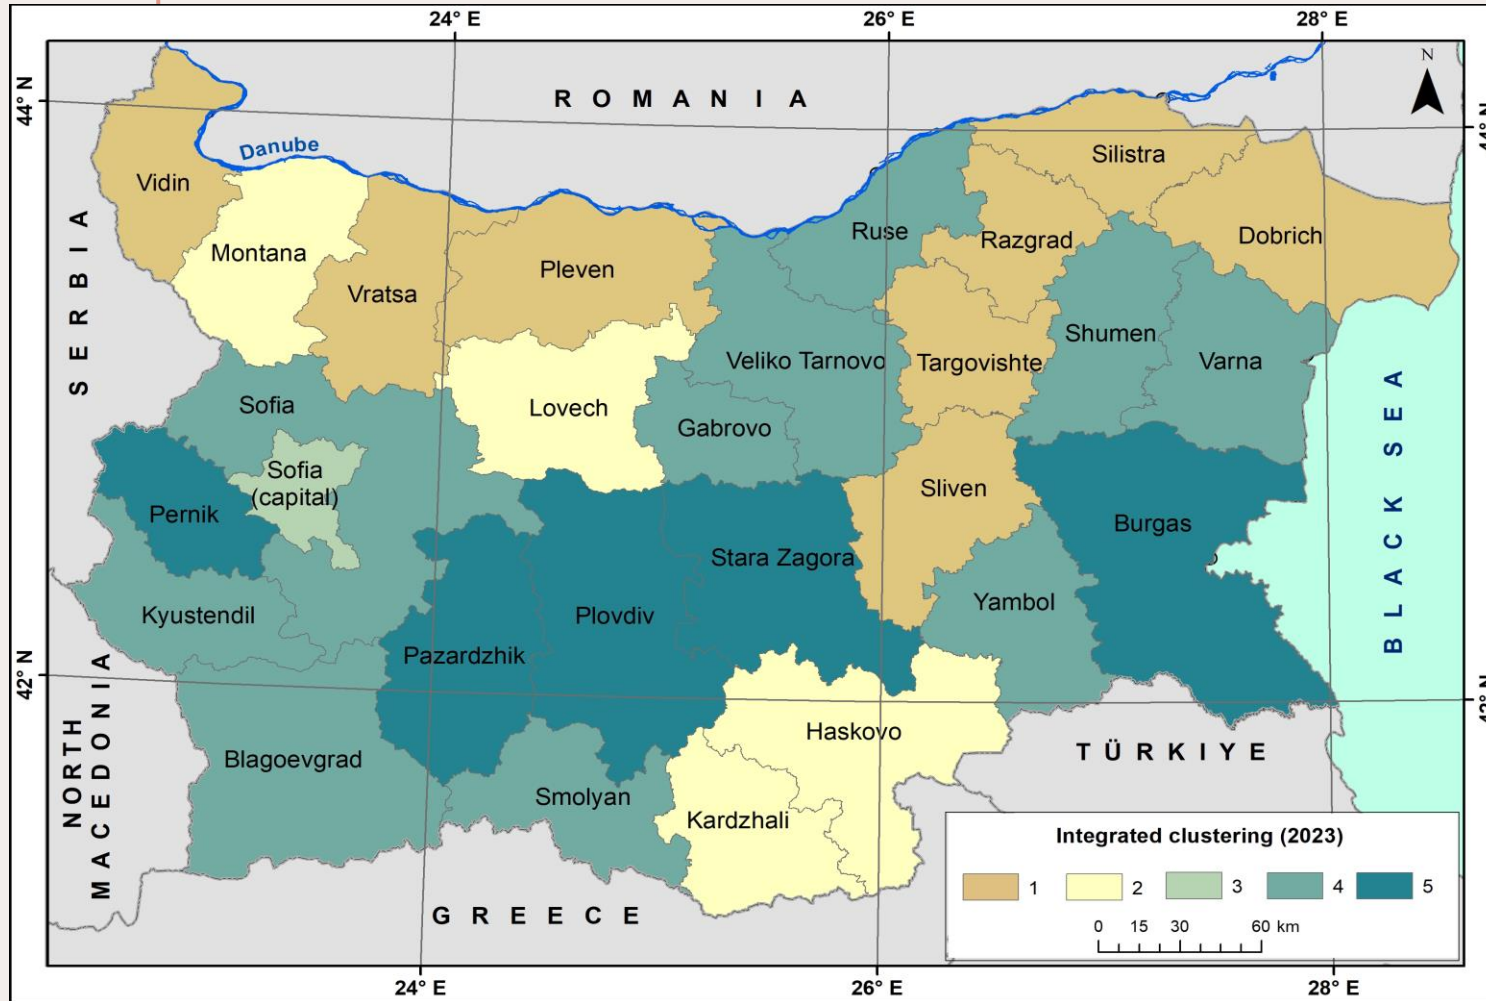 24° E
26° E
28° E
44° N
44° N
ROMANIA
Danube
Silistra
Vidin
Ruse
Razgrad
Dobrich
Montana
Pleven
Vratsa
SERBIA
Shumen
Veliko Tarnovo
Targovishte
Varna
Sofia
Lovech
Gabrovo
Sofia
(capital)
Sliven
Pernik
Burgas
BLACK SEA
Stara Zagora
Kyustendil
Plovdiv
Yambol
Pazardzhik
42° N
42° N
NORTH
MACEDONIA
Haskovo
Blagoevgrad
TÜRKIYE
Smolyan
Kardzhali
GREECE
N
Integrated clustering (2023)
1 2 3 4 5
0 15 30 60 km
24° E
26° E
28° E